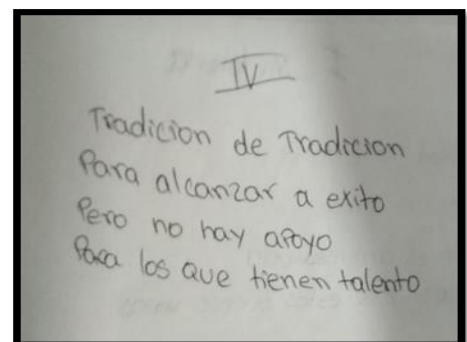 IV
Tradicion de Tradicion
Para alcanzar a exito
Pero no hay apoyo
Para los que tienen talento